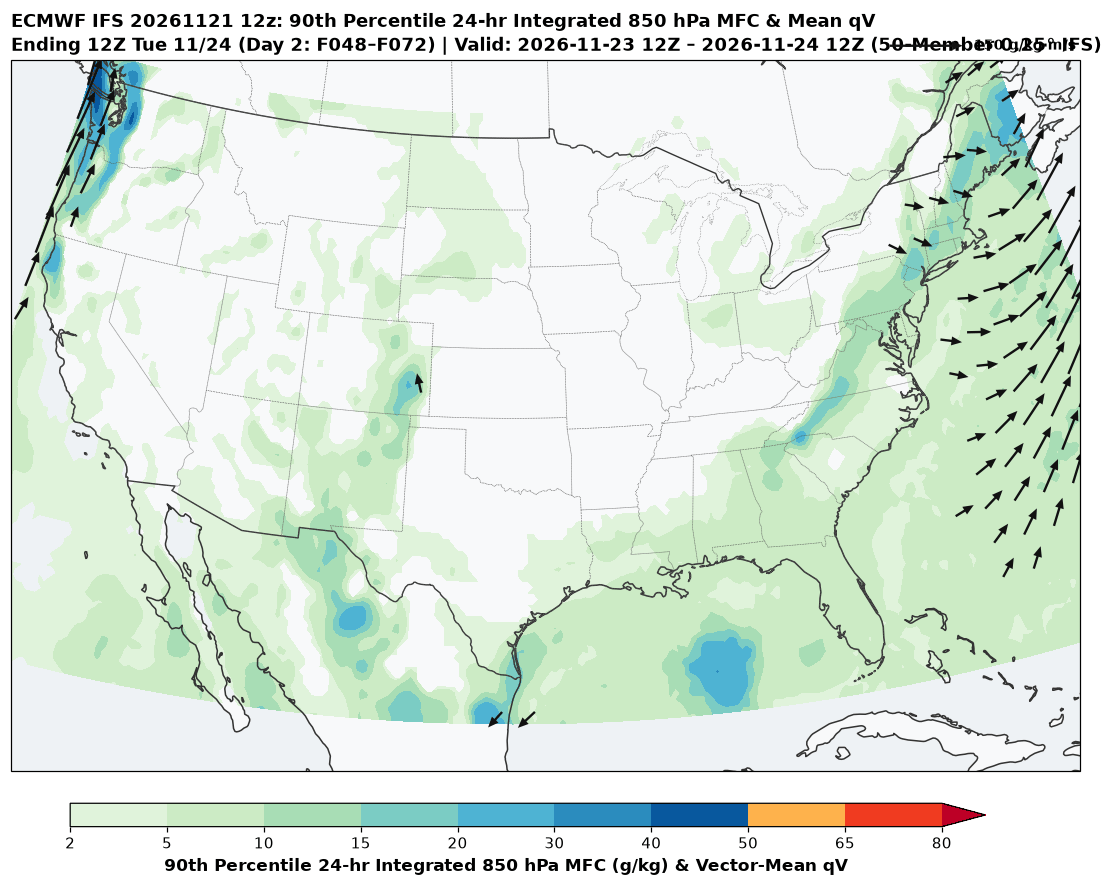 ECMWF IFS 20261121 12z: 90th Percentile 24-hr Integrated 850 hPa MFC & Mean qV
Ending 12Z Tue 11/24 (Day 2: F048–F072) | Valid: 2026-11-23 12Z – 2026-11-24 12Z (50-Member 0.25° IFS)
2 5 10 15 20 30 40 50 65 80
90th Percentile 24-hr Integrated 850 hPa MFC (g/kg) & Vector-Mean qV